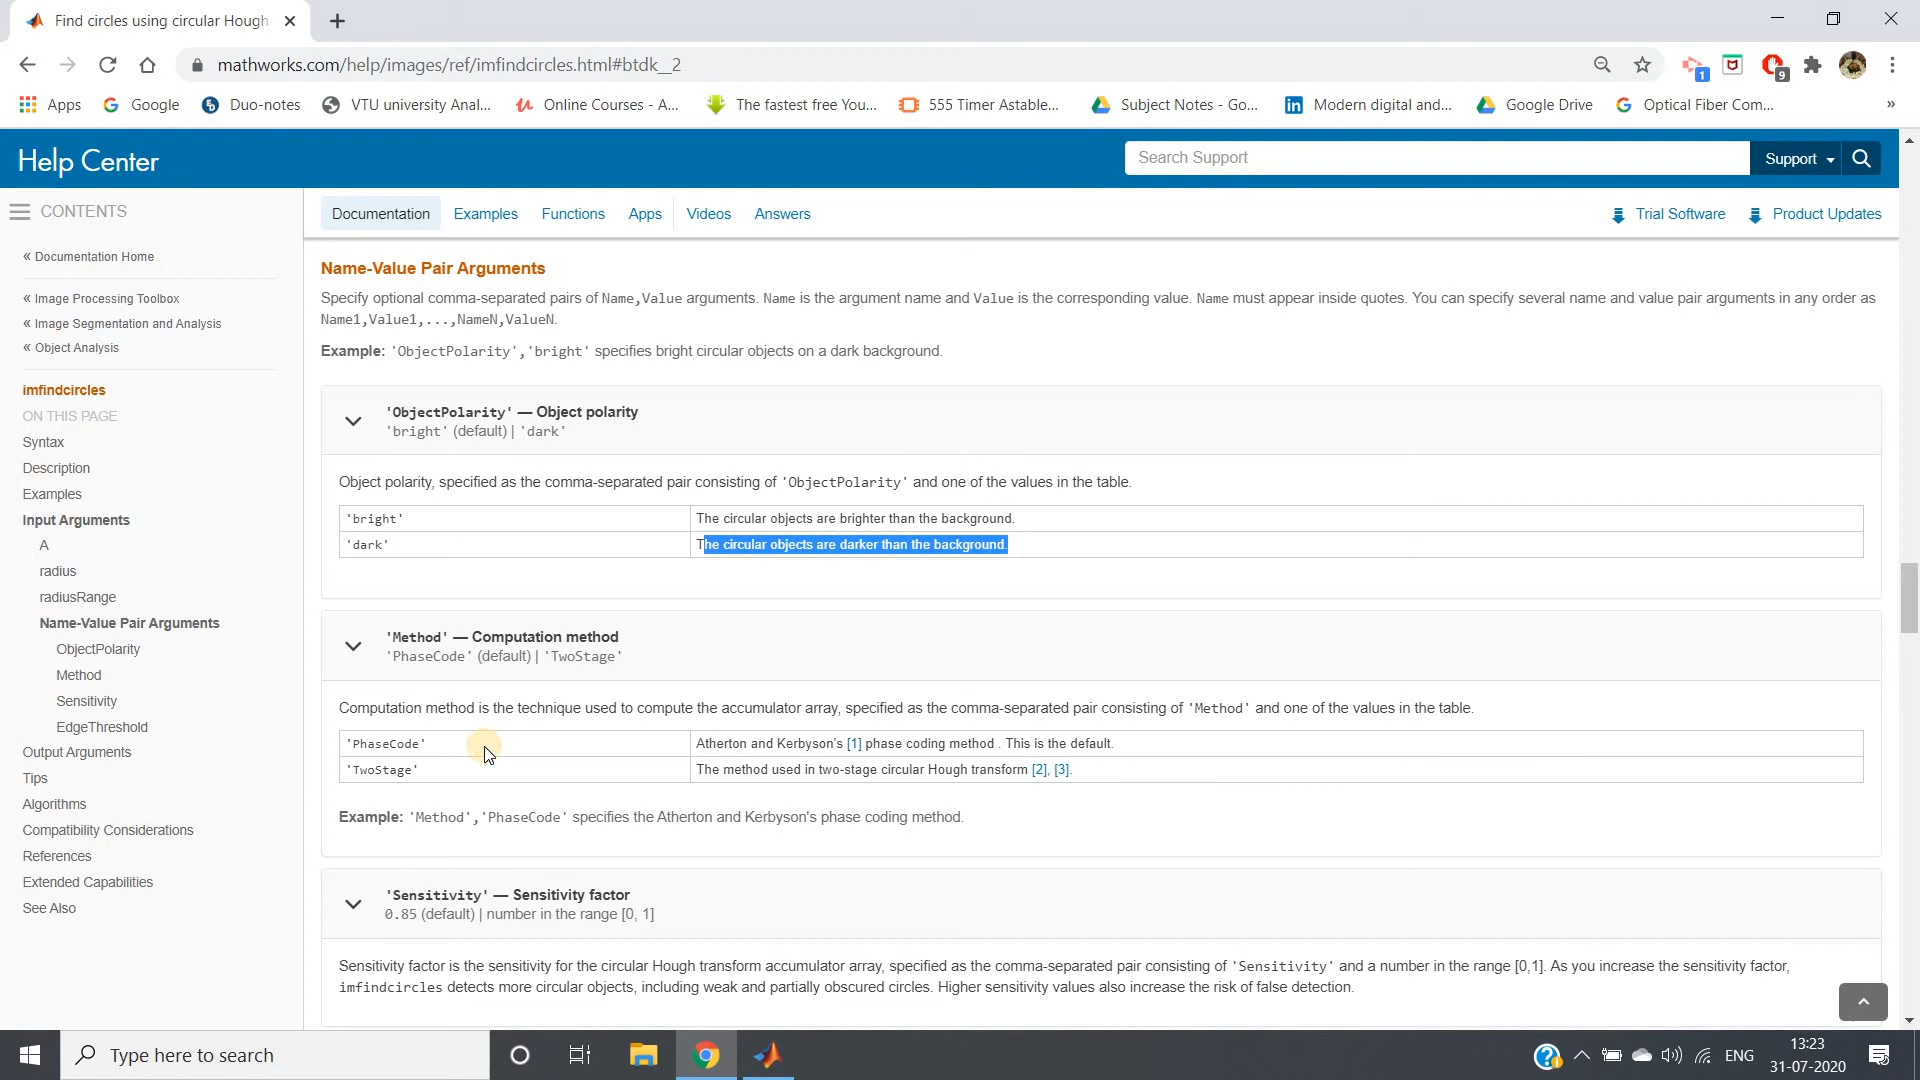 Find circles using circular Hough
mathworks.com/help/images/ref/imfindcircles.html#btdk__2
1
9
Apps Google Duo-notes VTU university Anal... Online Courses - A... The fastest free You... 555 Timer Astable... Subject Notes - Go... Modern digital and... Google Drive Optical Fiber Com... »
Help Center
Search Support
Support
CONTENTS
« Documentation Home
« Image Processing Toolbox
« Image Segmentation and Analysis
« Object Analysis
imfindcircles
ON THIS PAGE
Syntax
Description
Examples
Input Arguments
A
radius
radiusRange
Name-Value Pair Arguments
ObjectPolarity
Method
Sensitivity
EdgeThreshold
Output Arguments
Tips
Algorithms
Compatibility Considerations
References
Extended Capabilities
See Also
Documentation Examples Functions Apps Videos Answers
Trial Software Product Updates
Name-Value Pair Arguments
Specify optional comma-separated pairs of Name,Value arguments. Name is the argument name and Value is the corresponding value. Name must appear inside quotes. You can specify several name and value pair arguments in any order as
Name1,Value1,...,NameN,ValueN.
Example: 'ObjectPolarity','bright' specifies bright circular objects on a dark background.
'ObjectPolarity' — Object polarity
'bright' (default) | 'dark'
Object polarity, specified as the comma-separated pair consisting of 'ObjectPolarity' and one of the values in the table.
'bright' The circular objects are brighter than the background.
'dark' The circular objects are darker than the background.
'Method' — Computation method
'PhaseCode' (default) | 'TwoStage'
Computation method is the technique used to compute the accumulator array, specified as the comma-separated pair consisting of 'Method' and one of the values in the table.
'PhaseCode' Atherton and Kerbyson's [1] phase coding method . This is the default.
'TwoStage' The method used in two-stage circular Hough transform [2], [3].
Example: 'Method','PhaseCode' specifies the Atherton and Kerbyson's phase coding method.
'Sensitivity' — Sensitivity factor
0.85 (default) | number in the range [0, 1]
Sensitivity factor is the sensitivity for the circular Hough transform accumulator array, specified as the comma-separated pair consisting of 'Sensitivity' and a number in the range [0,1]. As you increase the sensitivity factor,
imfindcircles detects more circular objects, including weak and partially obscured circles. Higher sensitivity values also increase the risk of false detection.
Type here to search
ENG
13:23
31-07-2020